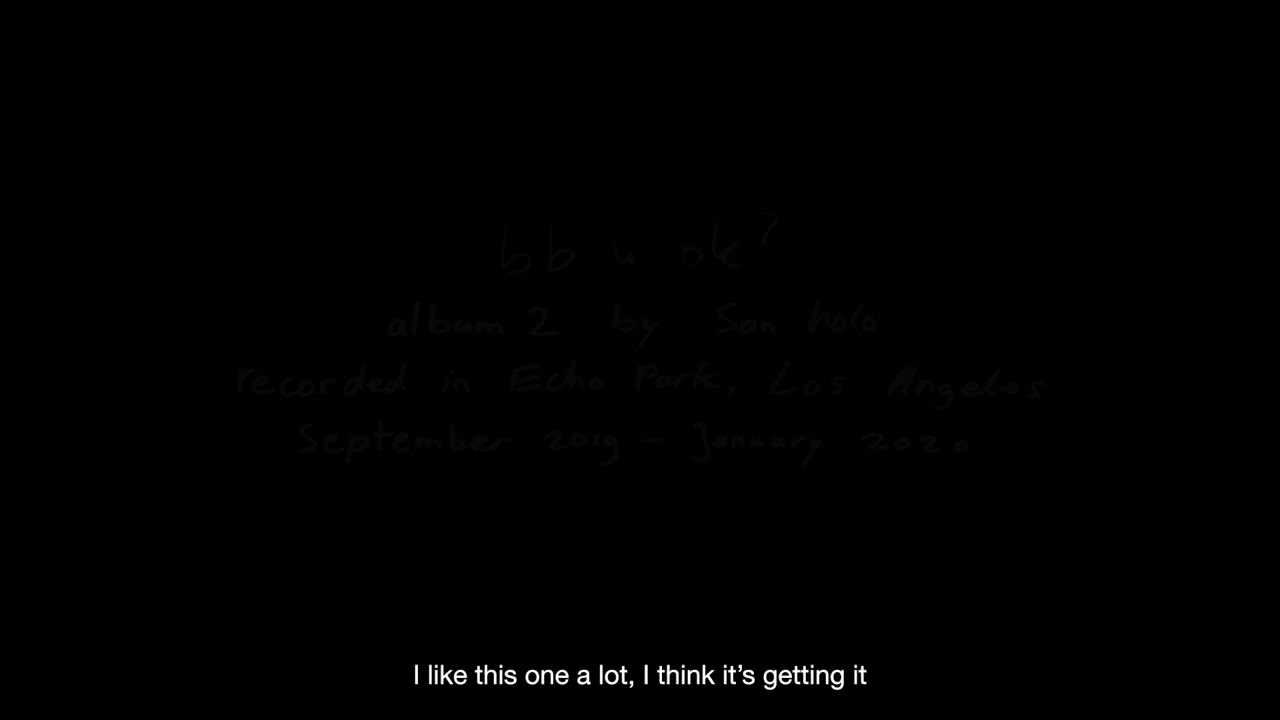 bb u ok?
album 2 by San holo
recorded in Echo Park, Los Angeles
September 2019 - January 2020
I like this one a lot, I think it’s getting it